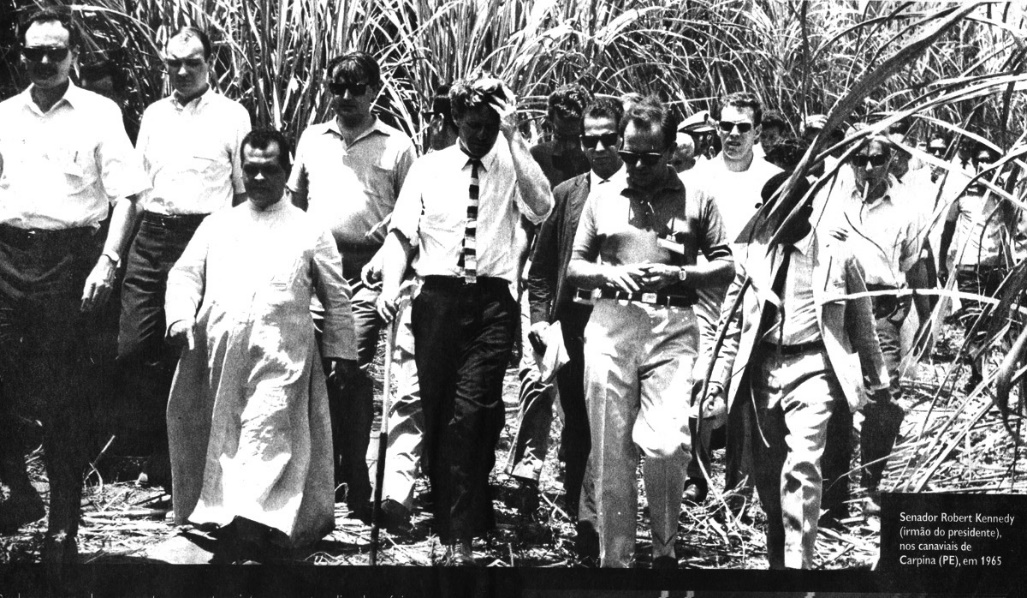 Senador Robert Kennedy
(irmão do presidente),
nos canaviais de
Carpina (PE), em 1965